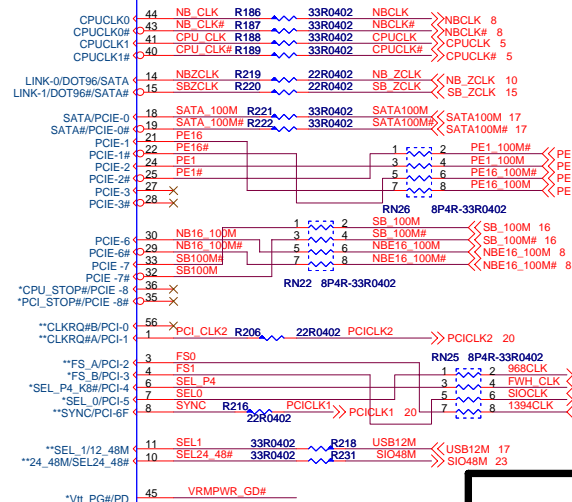 CPUCLK0 44 NB_CLK R186 33R0402 NBCLK NBCLK 8
CPUCLK0# 43 NB_CLK# R187 33R0402 NBCLK# NBCLK# 8
CPUCLK1 41 CPU_CLK R188 33R0402 CPUCLK CPUCLK 5
CPUCLK1# 40 CPU_CLK# R189 33R0402 CPUCLK# CPUCLK# 5
LINK-0/DOT96/SATA 14 NBZCLK R219 22R0402 NB_ZCLK NB_ZCLK 10
LINK-1/DOT96#/SATA# 15 SBZCLK R220 22R0402 SB_ZCLK SB_ZCLK 15
SATA/PCIE-0 18 SATA_100M R221 33R0402 SATA100M SATA100M 17
SATA#/PCIE-0# 19 SATA_100M# R222 33R0402 SATA100M# SATA100M# 17
PCIE-1 21 PE16
PCIE-1# 22 PE16# 1 2 PE1_100M# PE
PCIE-2 24 PE1 3 4 PE1_100M PE
PCIE-2# 25 PE1# 5 6 PE16_100M# PE
PCIE-3 27 7 8 PE16_100M PE
PCIE-3# 28
RN26 8P4R-33R0402
1 2 SB_100M SB_100M 16
PCIE-6 30 NB16_100M 3 4 SB_100M# SB_100M# 16
PCIE-6# 29 NB16_100M# 5 6 NBE16_100M NBE16_100M 8
PCIE -7 33 SB100M# 7 8 NBE16_100M# NBE16_100M# 8
PCIE -7# 32 SB100M
RN22 8P4R-33R0402
*CPU_STOP#/PCIE -8 36
*PCI_STOP#/PCIE -8# 35
**CLKRQ#B/PCI-0 56
**CLKRQ#A/PCI-1 1 PCI_CLK2 R206 22R0402 PCICLK2 PCICLK2 20
RN25 8P4R-33R0402
**FS_A/PCI-2 3 FS0
*FS_B/PCI-3 4 FS1 1 2 968CLK
*SEL_P4_K8#/PCI-4 6 SEL_P4 3 4 FWH_CLK
*SEL_0/PCI-5 7 SEL0 5 6 SIOCLK
**SYNC/PCI-6F 8 SYNC R216 22R0402 PCICLK1 PCICLK1 20 7 8 1394CLK
**SEL_1/12_48M 11 SEL1 33R0402 R218 USB12M USB12M 17
**24_48M/SEL24_48# 10 SEL24_48# 33R0402 R231 SIO48M SIO48M 23
*Vtt_PG#/PD 45 VRMPWR_GD#